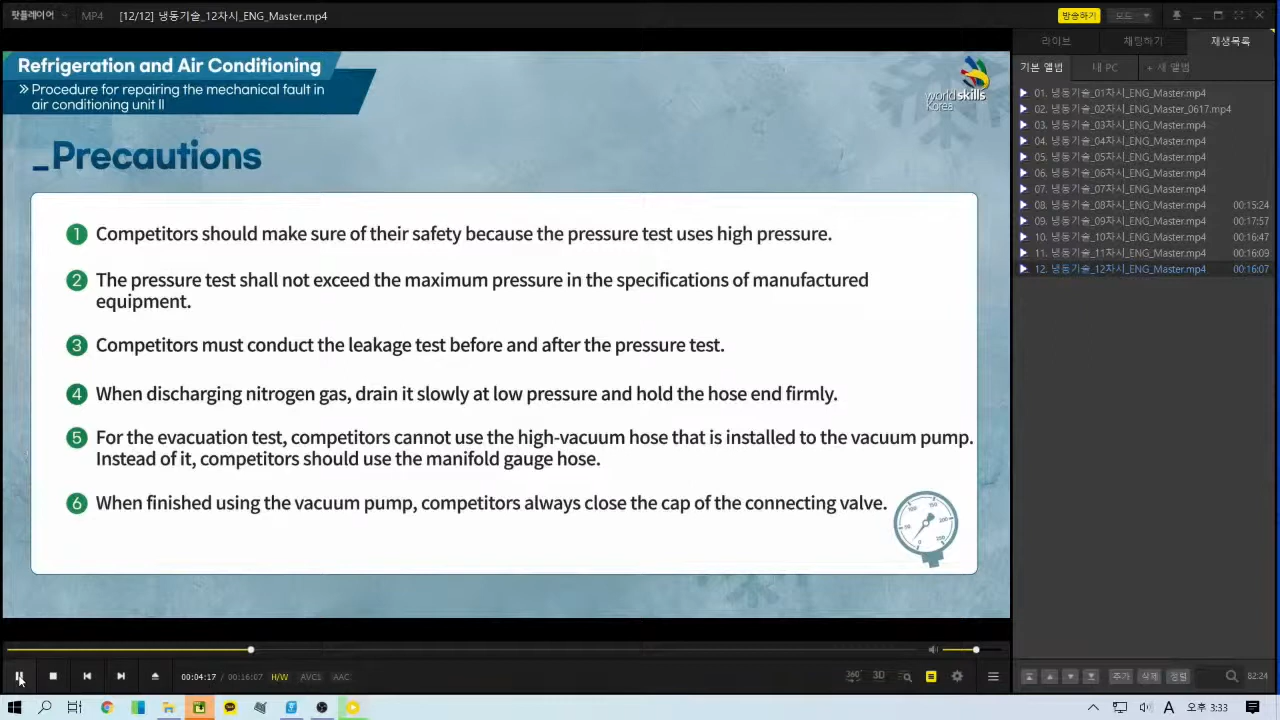 팟플레이어
MP4
[12/12] 냉동기술_12차시_ENG_Master.mp4
방송하기
모드
Refrigeration and Air Conditioning
» Procedure for repairing the mechanical fault in
air conditioning unit II
world skills
Korea
_Precautions
1 Competitors should make sure of their safety because the pressure test uses high pressure.
2 The pressure test shall not exceed the maximum pressure in the specifications of manufactured
equipment.
3 Competitors must conduct the leakage test before and after the pressure test.
4 When discharging nitrogen gas, drain it slowly at low pressure and hold the hose end firmly.
5 For the evacuation test, competitors cannot use the high-vacuum hose that is installed to the vacuum pump.
Instead of it, competitors should use the manifold gauge hose.
6 When finished using the vacuum pump, competitors always close the cap of the connecting valve.
라이브
채팅하기
재생목록
기본 앨범
내 PC
+ 새 앨범
01. 냉동기술_01차시_ENG_Master.mp4
02. 냉동기술_02차시_ENG_Master_0617.mp4
03. 냉동기술_03차시_ENG_Master.mp4
04. 냉동기술_04차시_ENG_Master.mp4
05. 냉동기술_05차시_ENG_Master.mp4
06. 냉동기술_06차시_ENG_Master.mp4
07. 냉동기술_07차시_ENG_Master.mp4
08. 냉동기술_08차시_ENG_Master.mp4 00:15:24
09. 냉동기술_09차시_ENG_Master.mp4 00:17:57
10. 냉동기술_10차시_ENG_Master.mp4 00:16:47
11. 냉동기술_11차시_ENG_Master.mp4 00:16:09
12. 냉동기술_12차시_ENG_Master.mp4 00:16:07
00:04:17 / 00:16:07 H/W AVC1 AAC
360° 3D
추가 삭제 정렬
82:24
A 오후 3:33